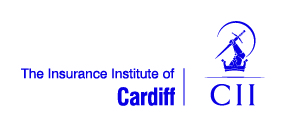 The Insurance Institute of
Cardiff
CII